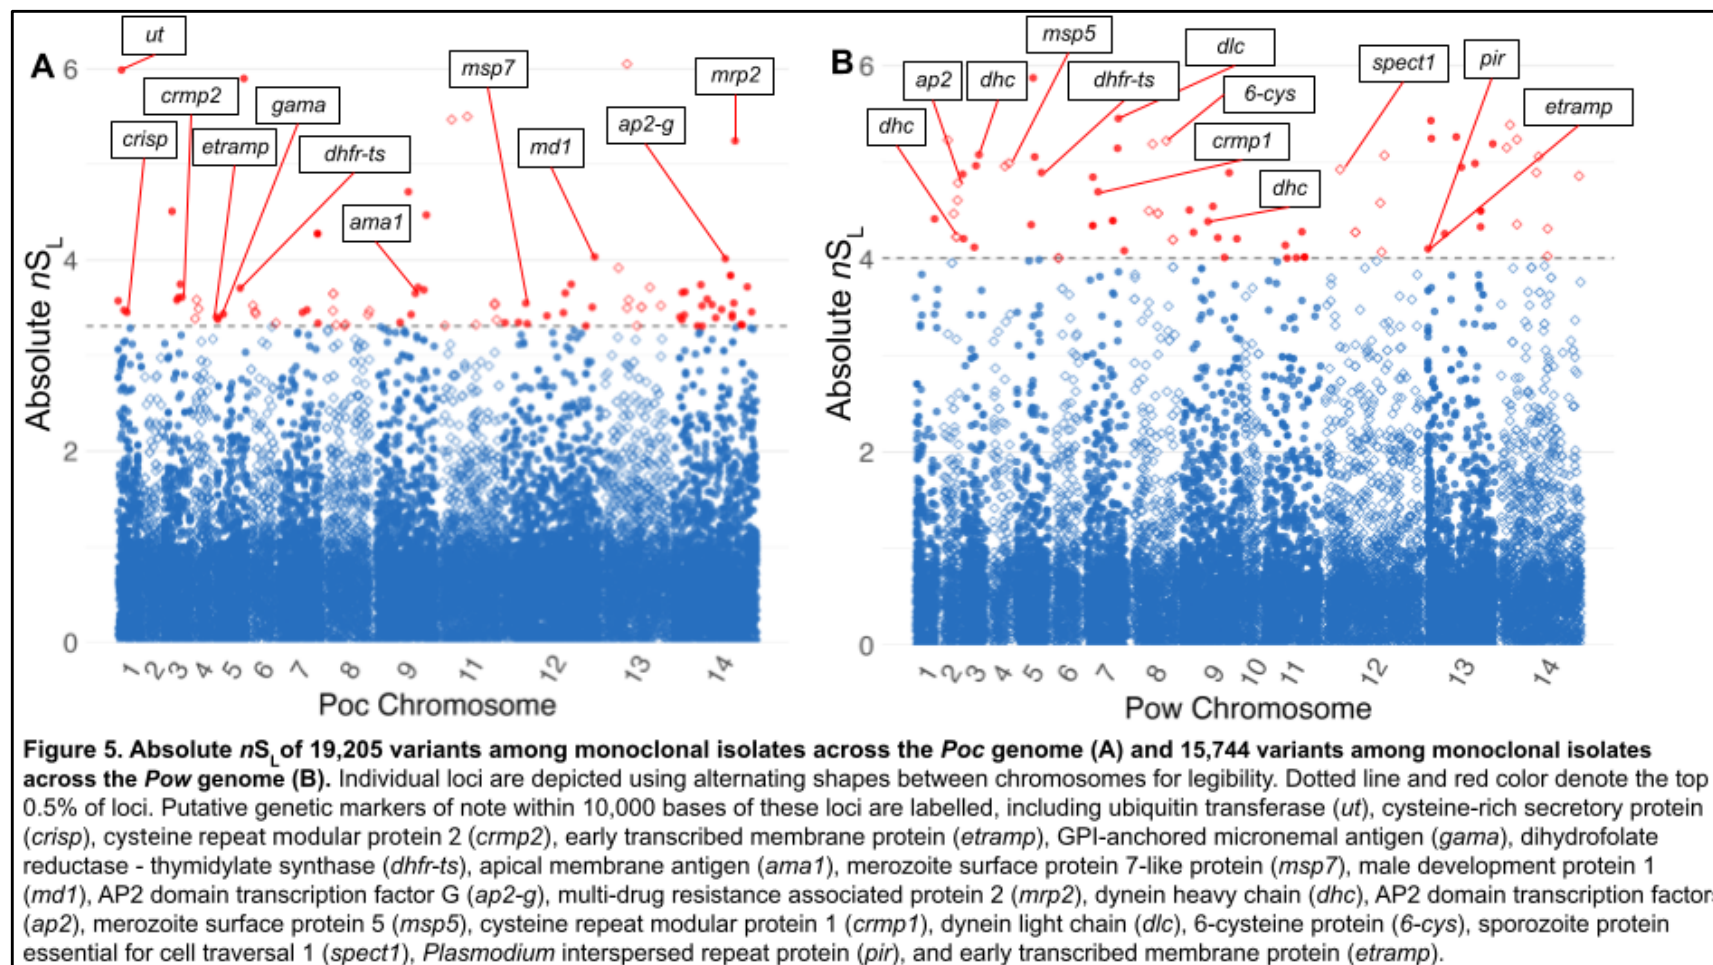 A
ut
crmp2
gama
crisp
etramp
dhfr-ts
ama1
msp7
md1
ap2-g
mrp2
6
4
2
0
Absolute nSL
1 2 3 4 5 6 7 8 9 11 12 13 14
Poc Chromosome
B
msp5
dlc
ap2
dhc
dhfr-ts
6-cys
spect1
pir
etramp
dhc
crmp1
dhc
6
4
2
0
Absolute nSL
1 2 3 4 5 6 7 8 9 10 11 12 13 14
Pow Chromosome
Figure 5. Absolute nSL of 19,205 variants among monoclonal isolates across the Poc genome (A) and 15,744 variants among monoclonal isolates
across the Pow genome (B). Individual loci are depicted using alternating shapes between chromosomes for legibility. Dotted line and red color denote the top
0.5% of loci. Putative genetic markers of note within 10,000 bases of these loci are labelled, including ubiquitin transferase (ut), cysteine-rich secretory protein
(crisp), cysteine repeat modular protein 2 (crmp2), early transcribed membrane protein (etramp), GPI-anchored micronemal antigen (gama), dihydrofolate
reductase - thymidylate synthase (dhfr-ts), apical membrane antigen (ama1), merozoite surface protein 7-like protein (msp7), male development protein 1
(md1), AP2 domain transcription factor G (ap2-g), multi-drug resistance associated protein 2 (mrp2), dynein heavy chain (dhc), AP2 domain transcription factors
(ap2), merozoite surface protein 5 (msp5), cysteine repeat modular protein 1 (crmp1), dynein light chain (dlc), 6-cysteine protein (6-cys), sporozoite protein
essential for cell traversal 1 (spect1), Plasmodium interspersed repeat protein (pir), and early transcribed membrane protein (etramp).